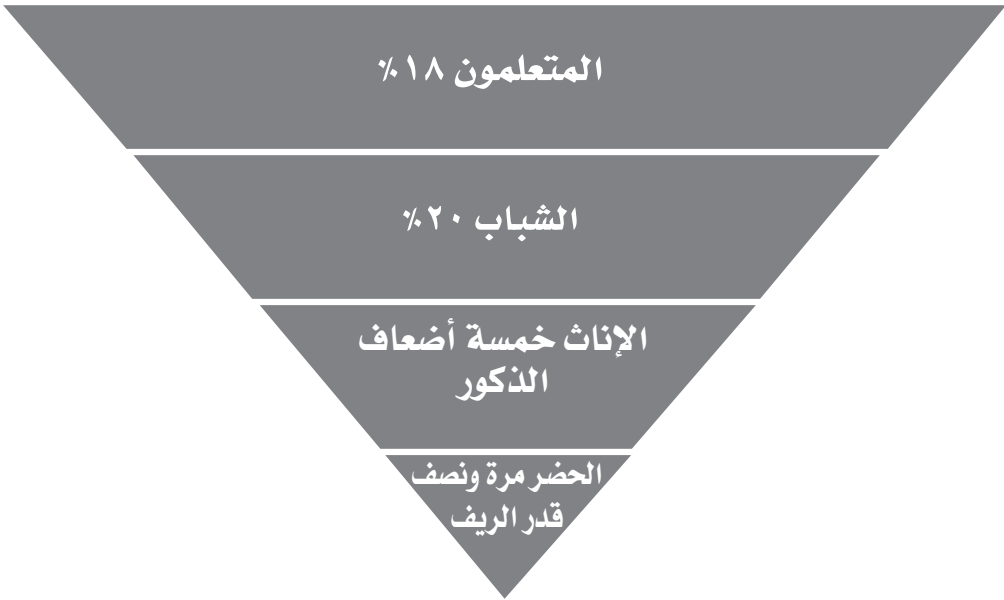 المتعلمون ١٨٪
الشباب ٢٠٪
الإناث خمسة أضعاف
الذكور
الحضر مرة ونصف
قدر الريف